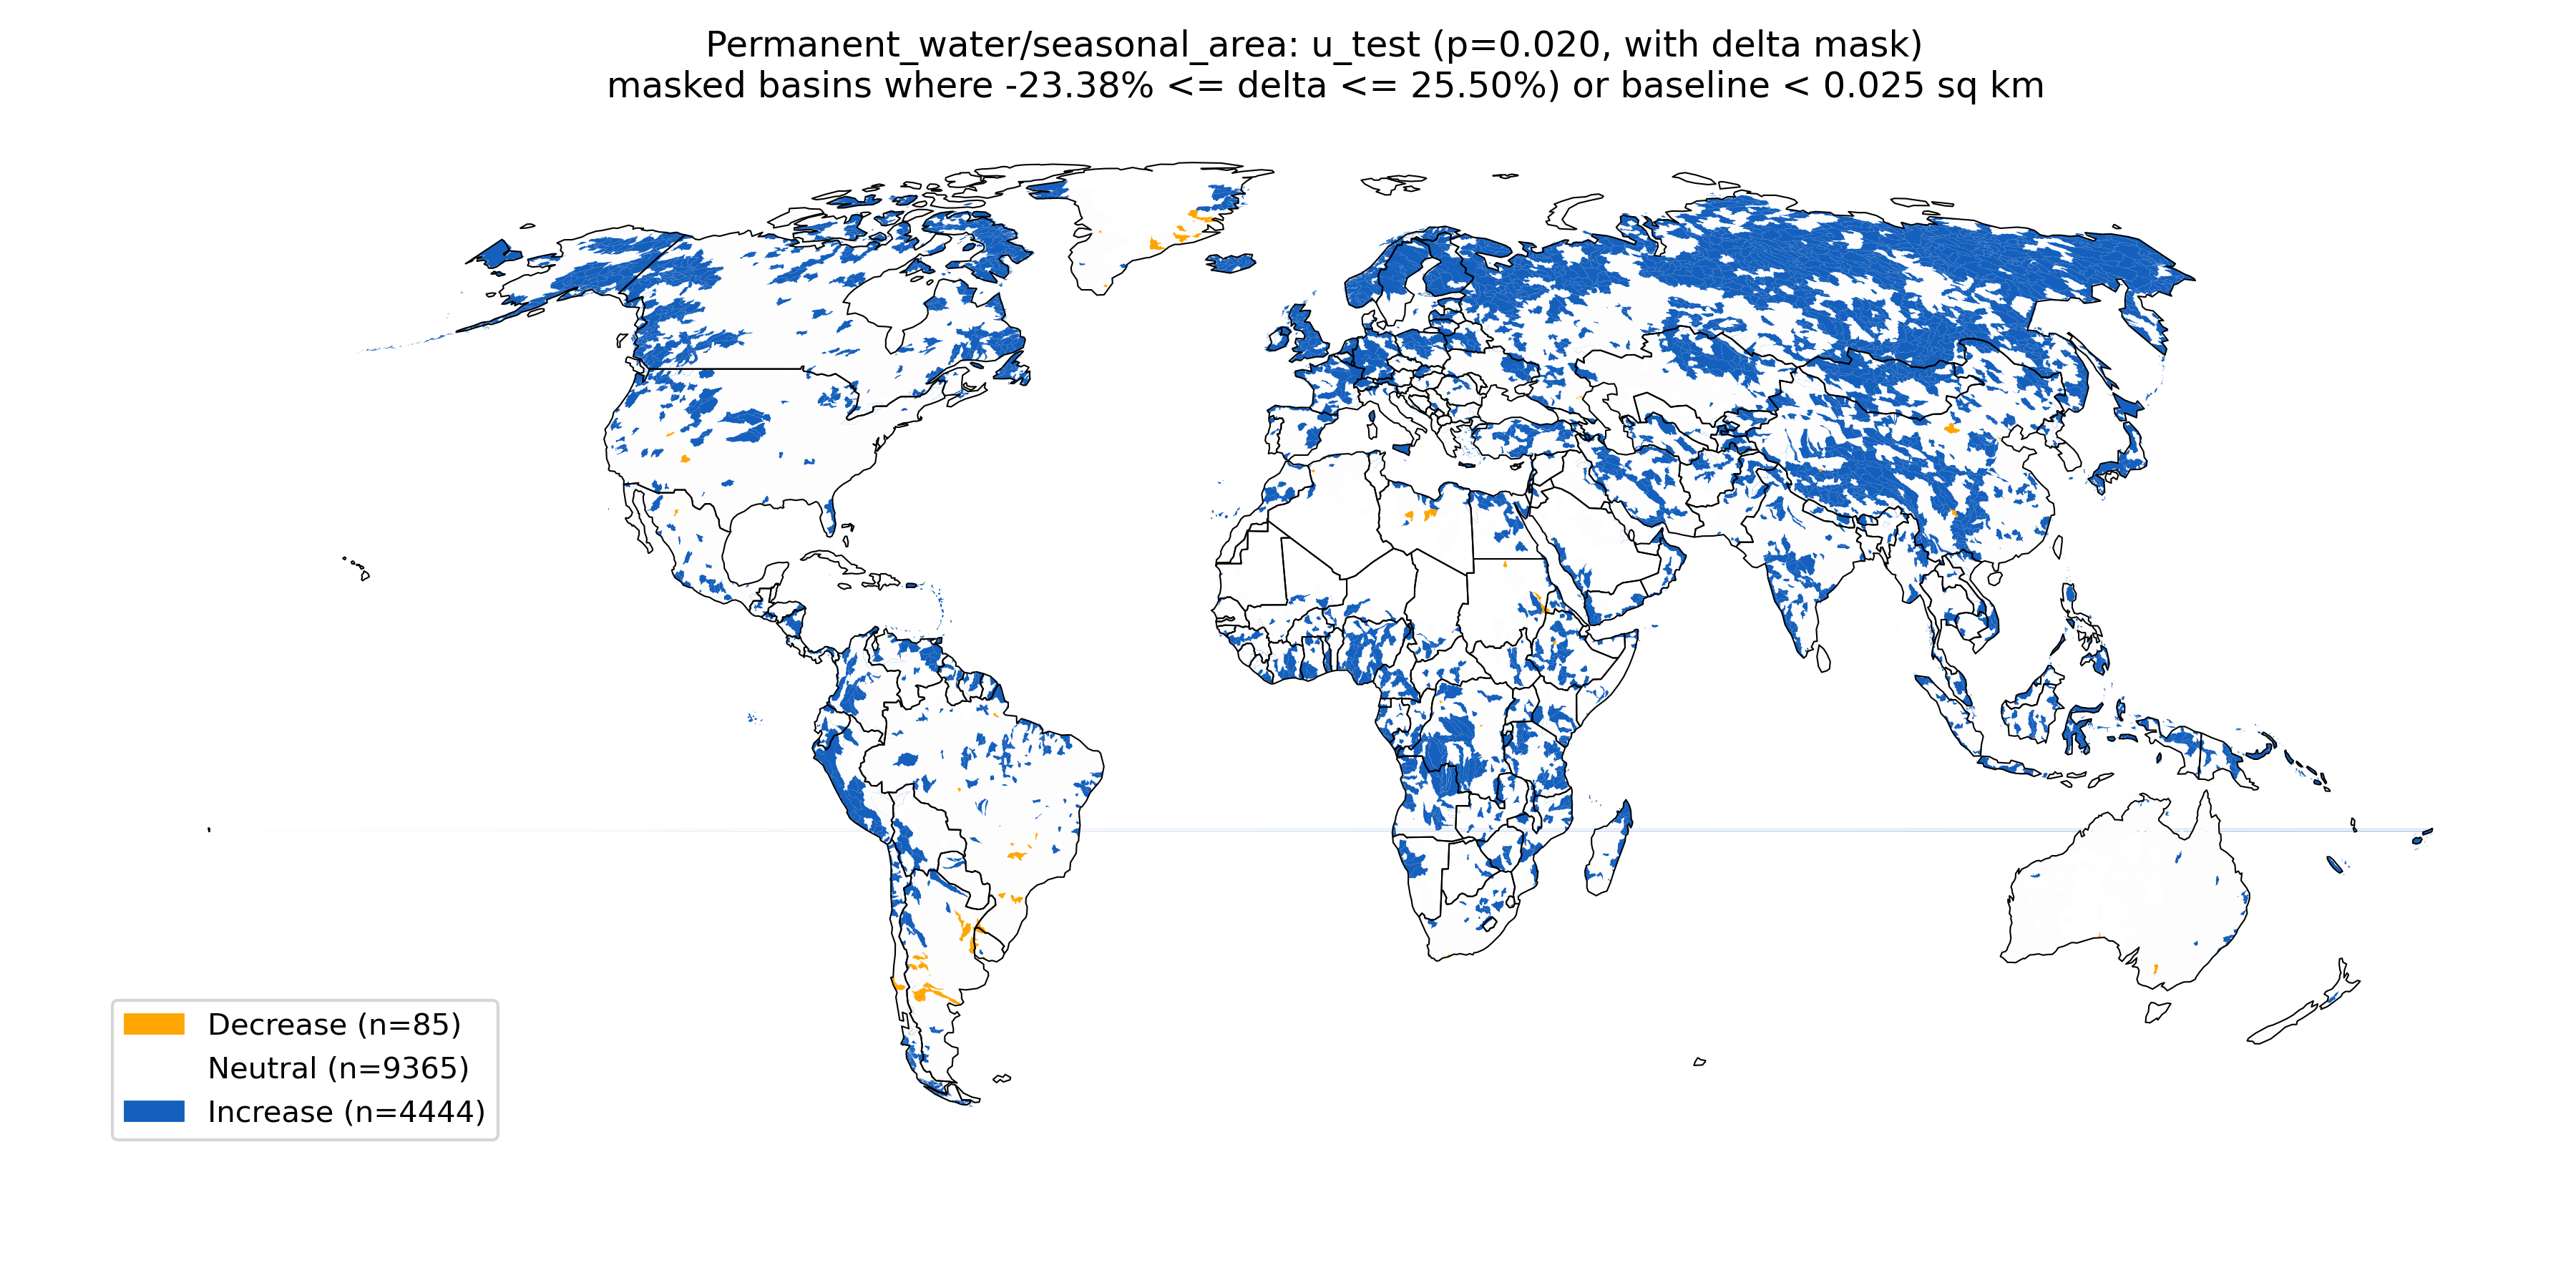 Permanent_water/seasonal_area: u_test (p=0.020, with delta mask)
masked basins where -23.38% <= delta <= 25.50%) or baseline < 0.025 sq km
Decrease (n=85)
Neutral (n=9365)
Increase (n=4444)